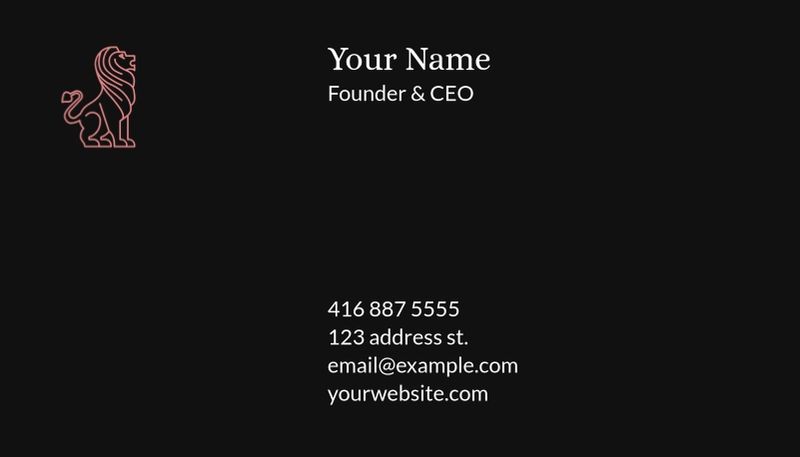 Your Name
Founder & CEO
416 887 5555
123 address st.
email@example.com
yourwebsite.com